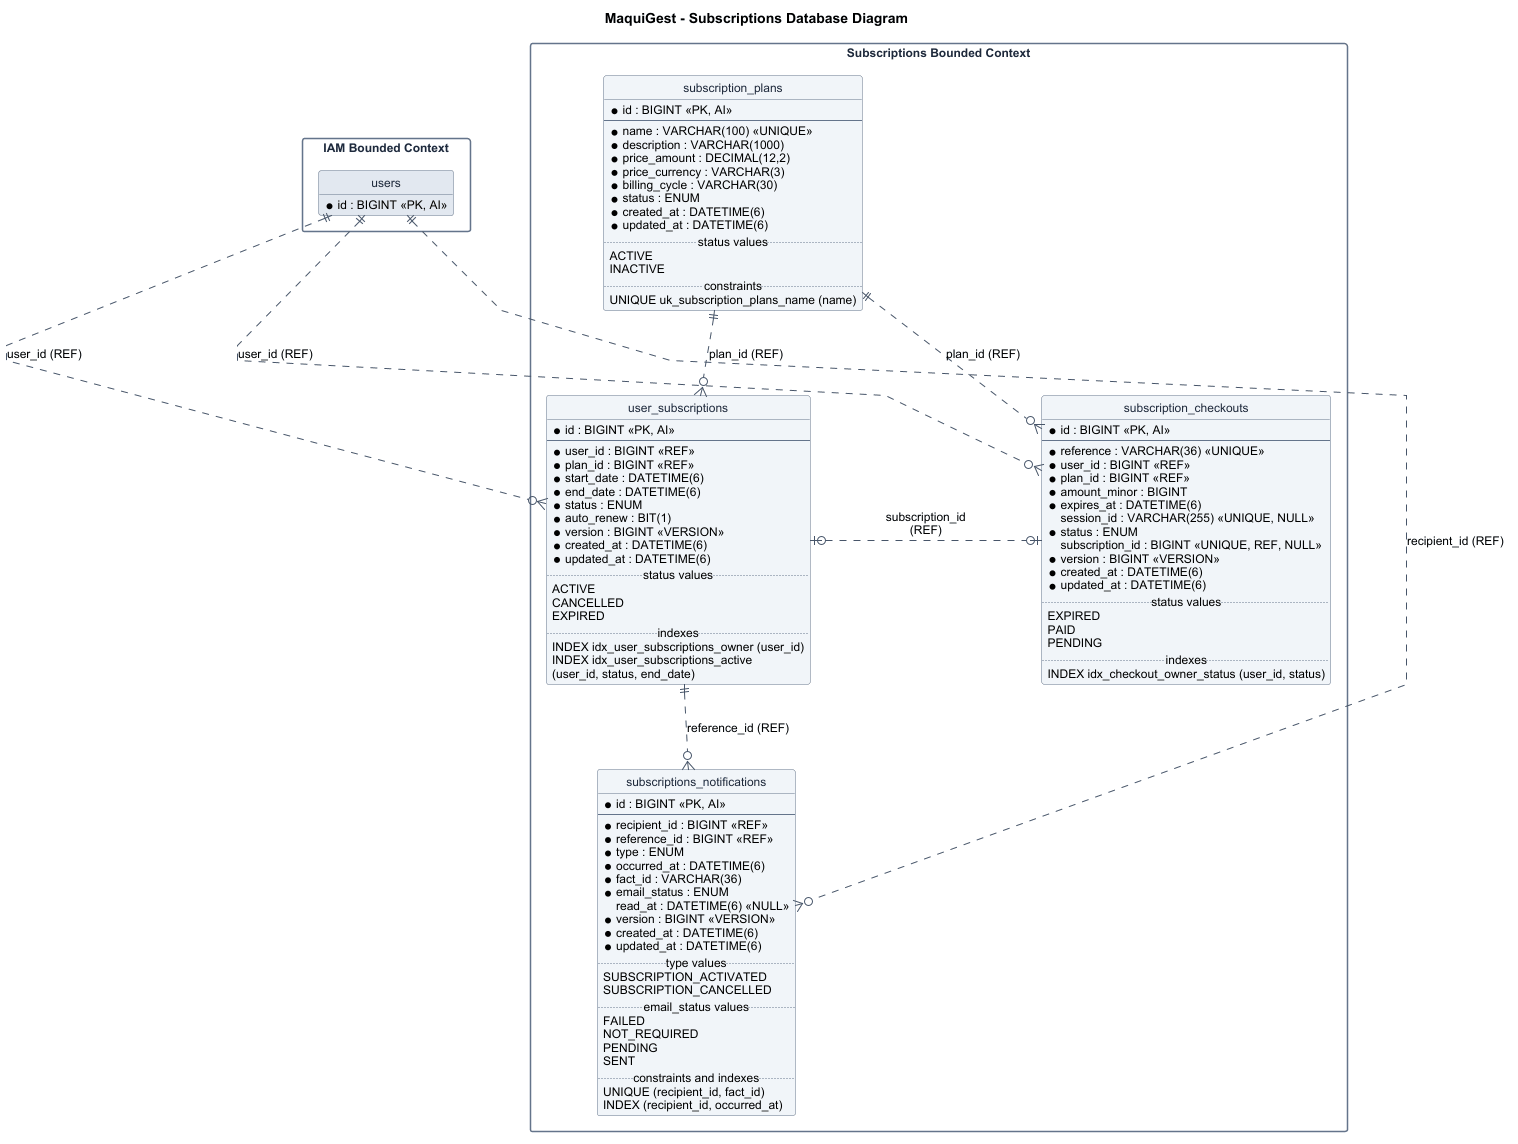 MaquiGest - Subscriptions Database Diagram
Subscriptions Bounded Context
subscription_plans
id : BIGINT «PK, AI»
name : VARCHAR(100) «UNIQUE»
description : VARCHAR(1000)
price_amount : DECIMAL(12,2)
price_currency : VARCHAR(3)
billing_cycle : VARCHAR(30)
status : ENUM
created_at : DATETIME(6)
updated_at : DATETIME(6)
status values
ACTIVE
INACTIVE
constraints
UNIQUE uk_subscription_plans_name (name)
IAM Bounded Context
users
id : BIGINT «PK, AI»
user_id (REF)
user_id (REF)
plan_id (REF)
plan_id (REF)
user_subscriptions
id : BIGINT «PK, AI»
user_id : BIGINT «REF»
plan_id : BIGINT «REF»
start_date : DATETIME(6)
end_date : DATETIME(6)
status : ENUM
auto_renew : BIT(1)
version : BIGINT «VERSION»
created_at : DATETIME(6)
updated_at : DATETIME(6)
status values
ACTIVE
CANCELLED
EXPIRED
indexes
INDEX idx_user_subscriptions_owner (user_id)
INDEX idx_user_subscriptions_active
(user_id, status, end_date)
subscription_id
(REF)
subscription_checkouts
id : BIGINT «PK, AI»
reference : VARCHAR(36) «UNIQUE»
user_id : BIGINT «REF»
plan_id : BIGINT «REF»
amount_minor : BIGINT
expires_at : DATETIME(6)
session_id : VARCHAR(255) «UNIQUE, NULL»
status : ENUM
subscription_id : BIGINT «UNIQUE, REF, NULL»
version : BIGINT «VERSION»
created_at : DATETIME(6)
updated_at : DATETIME(6)
status values
EXPIRED
PAID
PENDING
indexes
INDEX idx_checkout_owner_status (user_id, status)
recipient_id (REF)
reference_id (REF)
subscriptions_notifications
id : BIGINT «PK, AI»
recipient_id : BIGINT «REF»
reference_id : BIGINT «REF»
type : ENUM
occurred_at : DATETIME(6)
fact_id : VARCHAR(36)
email_status : ENUM
read_at : DATETIME(6) «NULL»
version : BIGINT «VERSION»
created_at : DATETIME(6)
updated_at : DATETIME(6)
type values
SUBSCRIPTION_ACTIVATED
SUBSCRIPTION_CANCELLED
email_status values
FAILED
NOT_REQUIRED
PENDING
SENT
constraints and indexes
UNIQUE (recipient_id, fact_id)
INDEX (recipient_id, occurred_at)